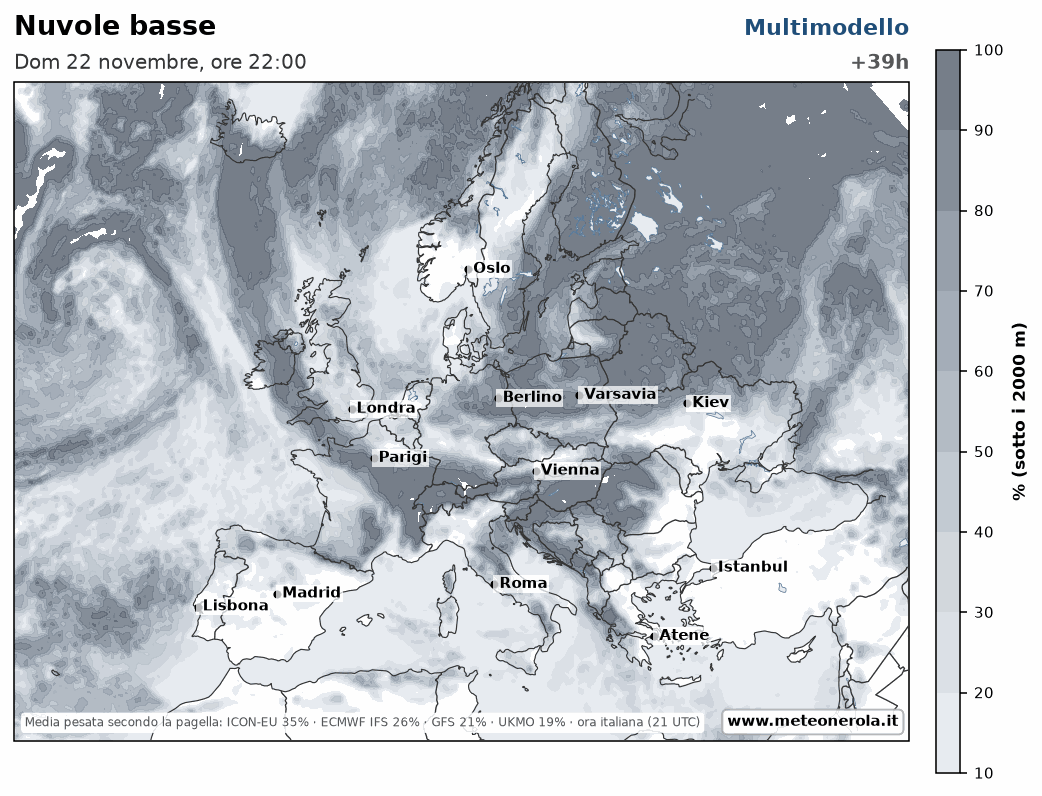 Nuvole basse
Multimodello
Dom 22 novembre, ore 22:00
+39h
100
90
80
70
60
50
40
30
20
10
% (sotto i 2000 m)
Oslo
Londra
Berlino
Varsavia
Kiev
Parigi
Vienna
Istanbul
Roma
Madrid
Lisbona
Atene
Media pesata secondo la pagella: ICON-EU 35% · ECMWF IFS 26% · GFS 21% · UKMO 19% · ora italiana (21 UTC)
www.meteonerola.it